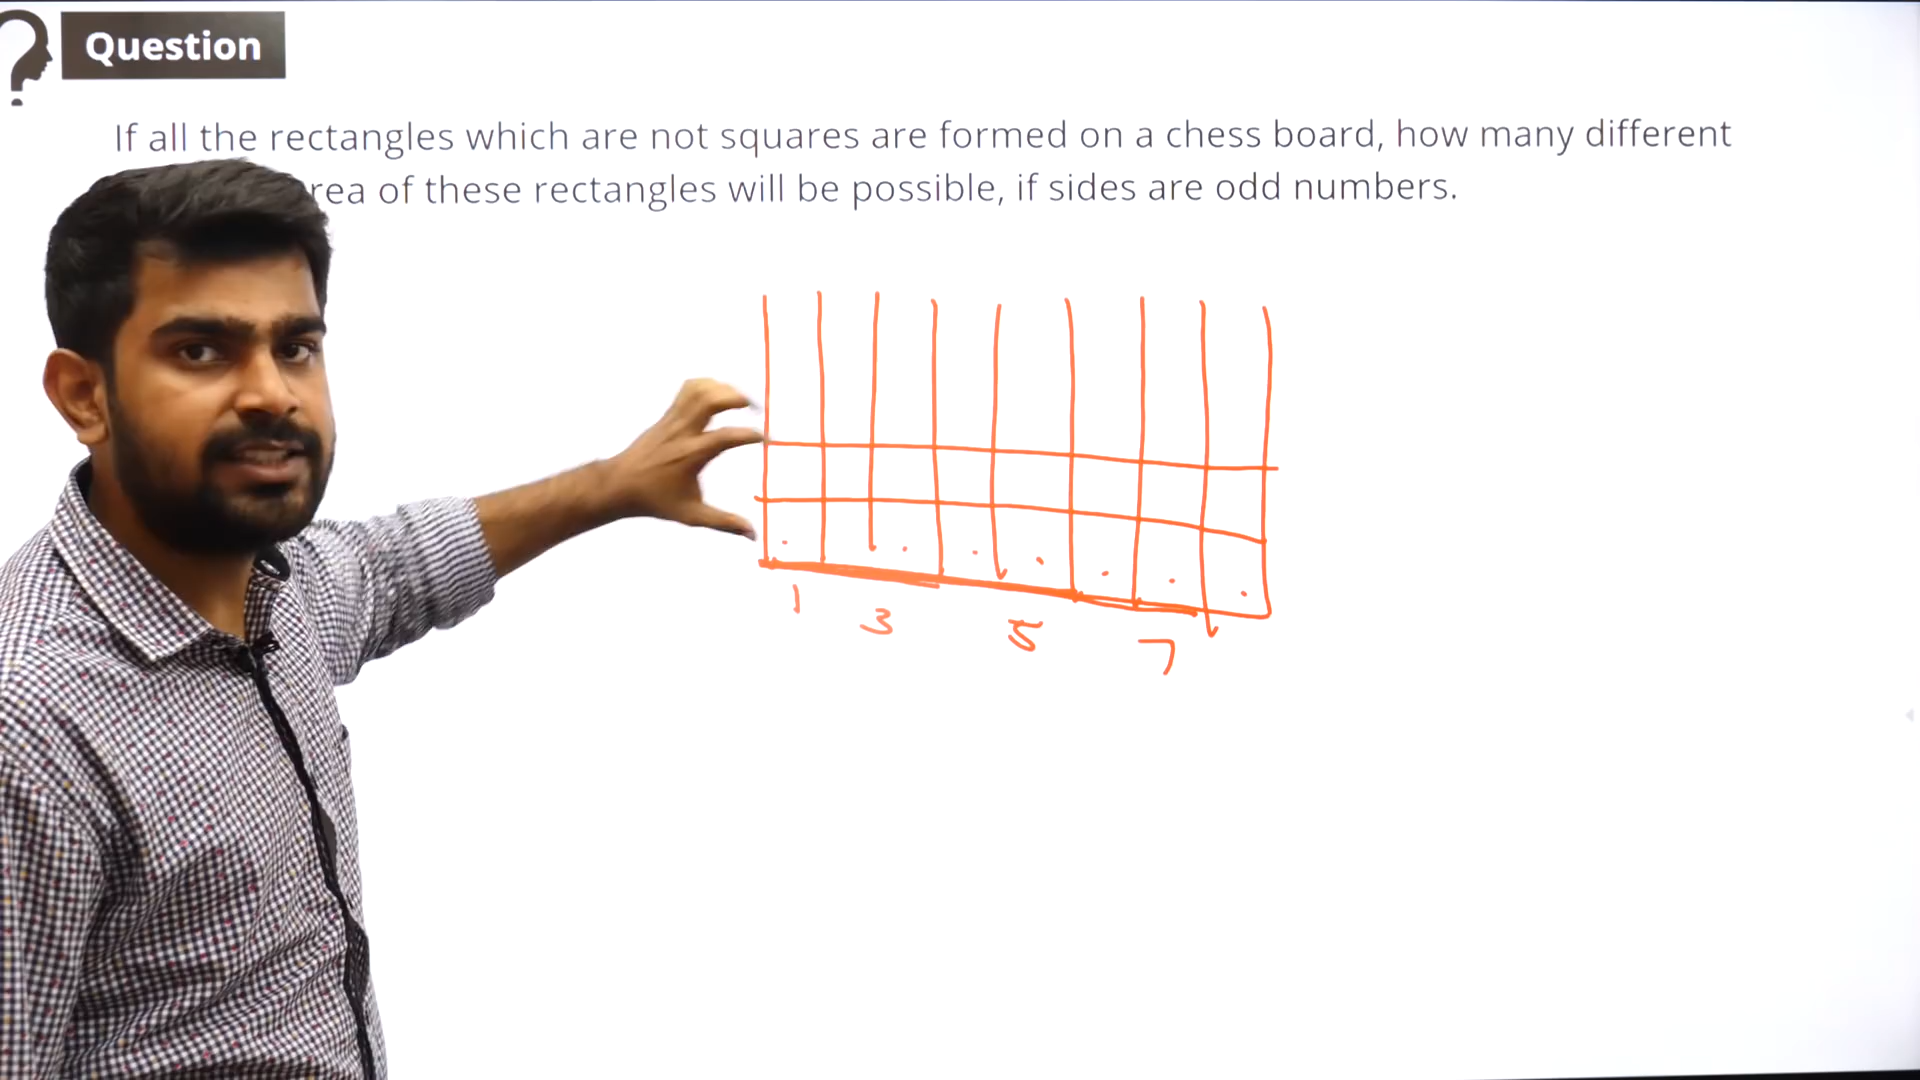 Question
If all the rectangles which are not squares are formed on a chess board, how many different
rea of these rectangles will be possible, if sides are odd numbers.
1 3 5 7